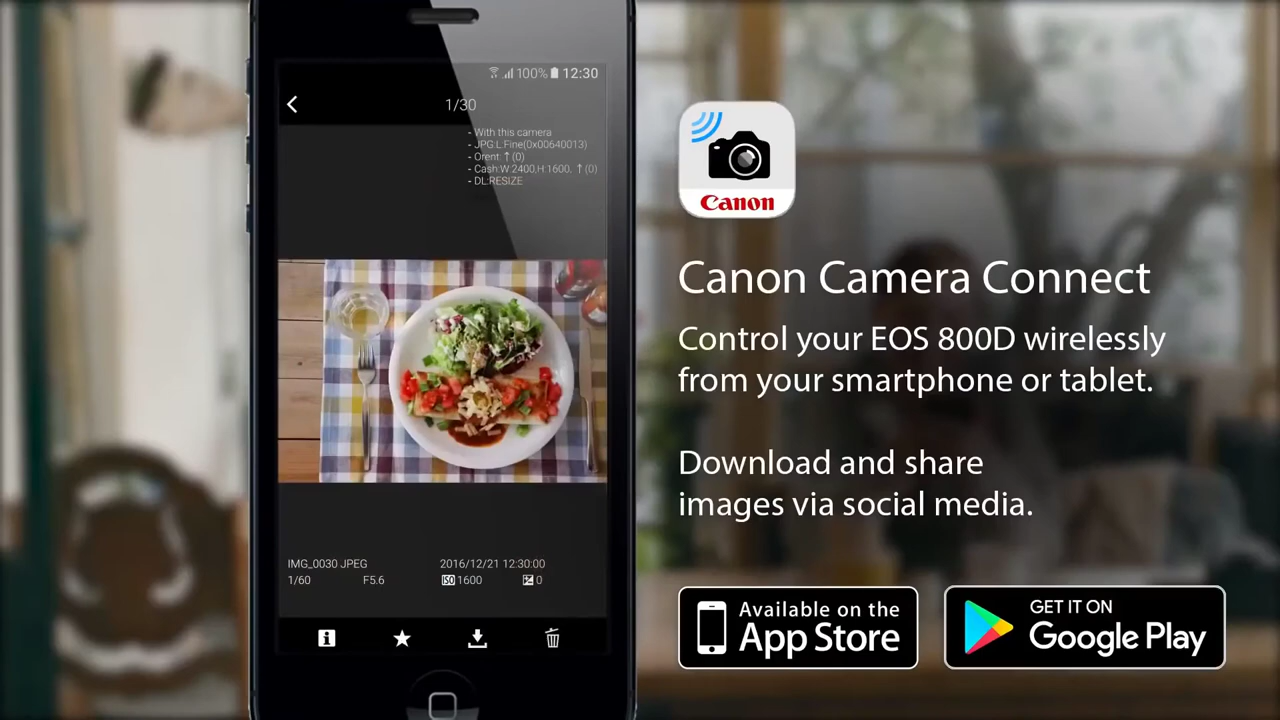 100% 12:30
1/30
- With this camera
- JPG:L Fine(0x00640013)
- Orent: ↑(0)
- Cash:W:2400,H:1600, ↑(0)
- DL:RESIZE
IMG_0030 JPEG 2016/12/21 12:30:00
1/60 F5.6 ISO 1600 0
Canon
Canon Camera Connect
Control your EOS 800D wirelessly
from your smartphone or tablet.
Download and share
images via social media.
Available on the
App Store
GET IT ON
Google Play